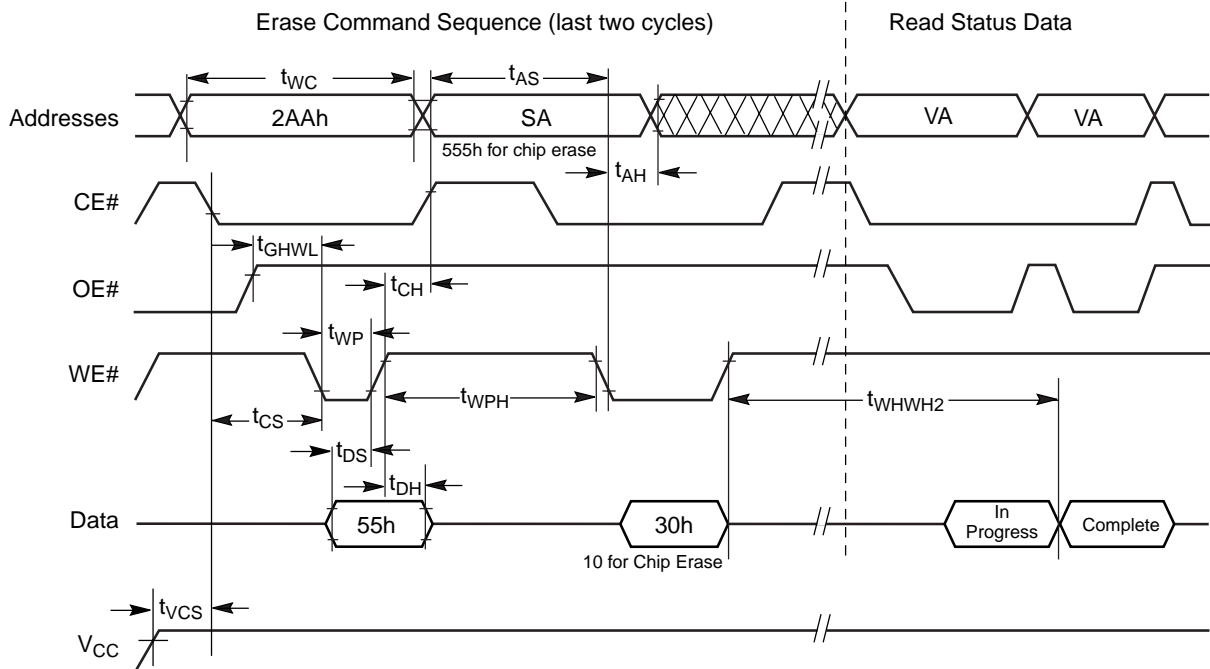 Erase Command Sequence (last two cycles)
Read Status Data
tWC
tAS
Addresses
2AAh
SA
VA
VA
555h for chip erase
tAH
CE#
tGHWL
OE#
tCH
tWP
WE#
tWPH
tWHWH2
tCS
tDS
tDH
Data
55h
30h
In
Progress
Complete
10 for Chip Erase
tVCS
VCC